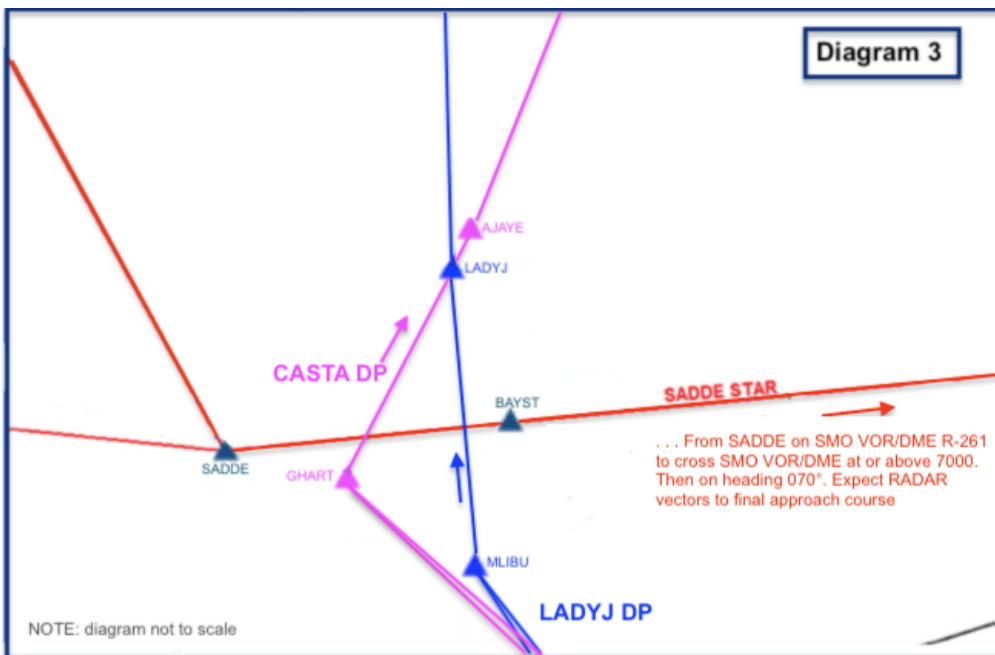 Diagram 3
AJAYE
LADYJ
CASTA DP
SADDE STAR
BAYST
SADDE
GHART
. . . From SADDE on SMO VOR/DME R-261
to cross SMO VOR/DME at or above 7000.
Then on heading 070°. Expect RADAR
vectors to final approach course
MLIBU
LADYJ DP
NOTE: diagram not to scale